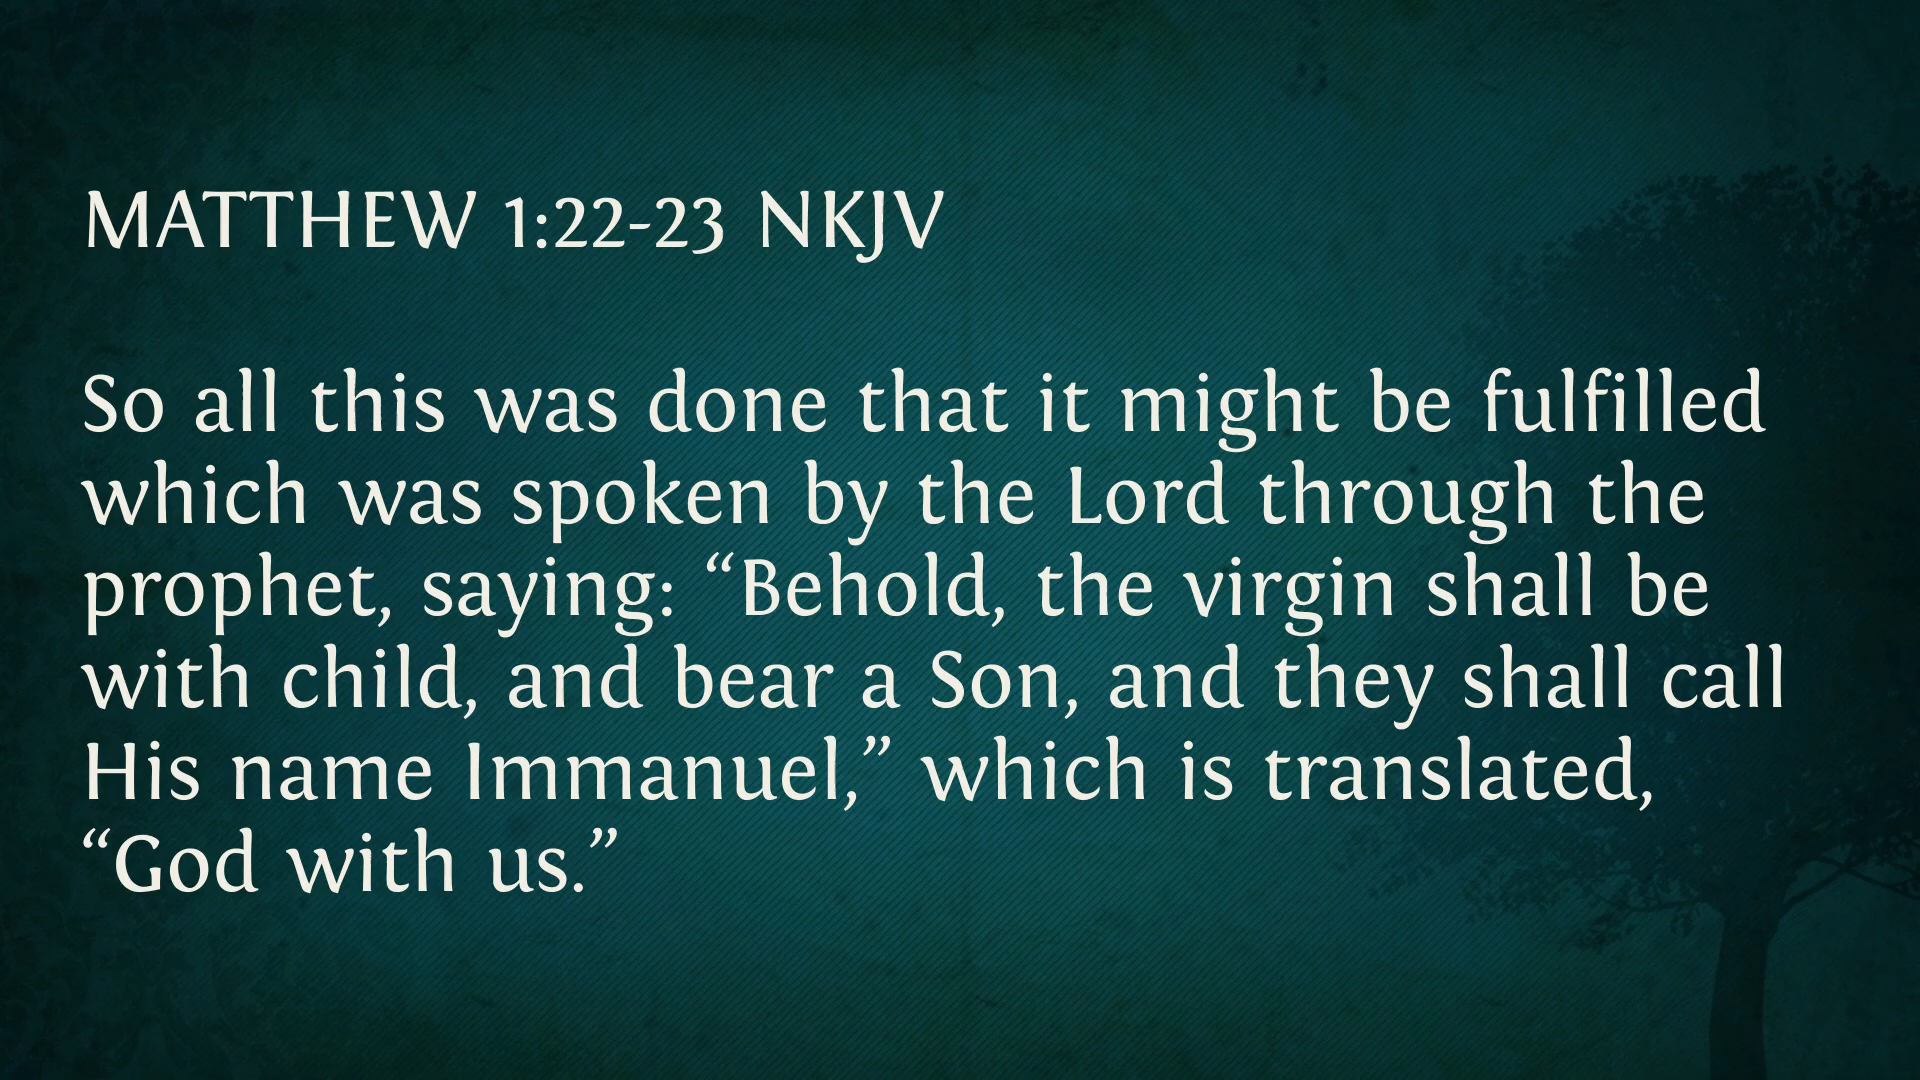 MATTHEW 1:22-23 NKJV
So all this was done that it might be fulfilled
which was spoken by the Lord through the
prophet, saying: “Behold, the virgin shall be
with child, and bear a Son, and they shall call
His name Immanuel,” which is translated,
“God with us.”